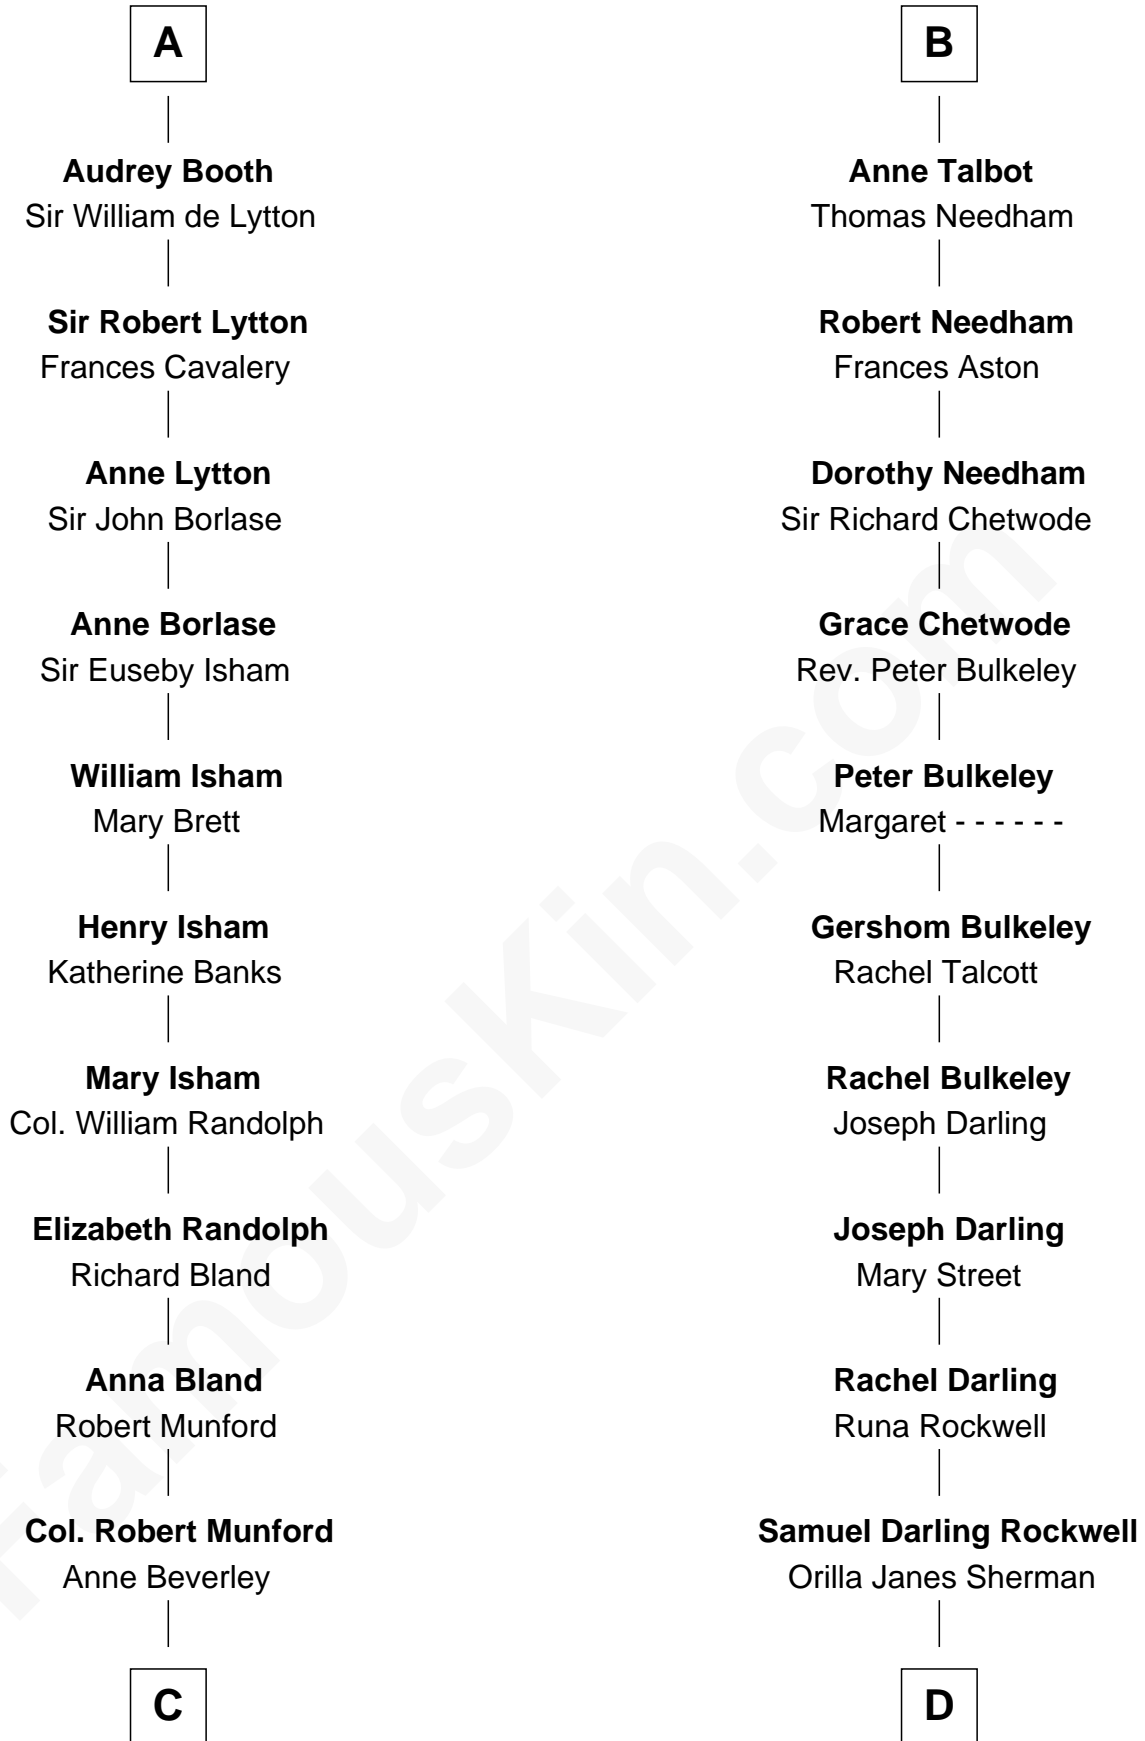 A
Audrey Booth
Sir William de Lytton
Sir Robert Lytton
Frances Cavalery
Anne Lytton
Sir John Borlase
Anne Borlase
Sir Euseby Isham
William Isham
Mary Brett
Henry Isham
Katherine Banks
Mary Isham
Col. William Randolph
Elizabeth Randolph
Richard Bland
Anna Bland
Robert Munford
Col. Robert Munford
Anne Beverley
C
B
Anne Talbot
Thomas Needham
Robert Needham
Frances Aston
Dorothy Needham
Sir Richard Chetwode
Grace Chetwode
Rev. Peter Bulkeley
Peter Bulkeley
Margaret - - - - - -
Gershom Bulkeley
Rachel Talcott
Rachel Bulkeley
Joseph Darling
Joseph Darling
Mary Street
Rachel Darling
Runa Rockwell
Samuel Darling Rockwell
Orilla Janes Sherman
D
FamousKin.com